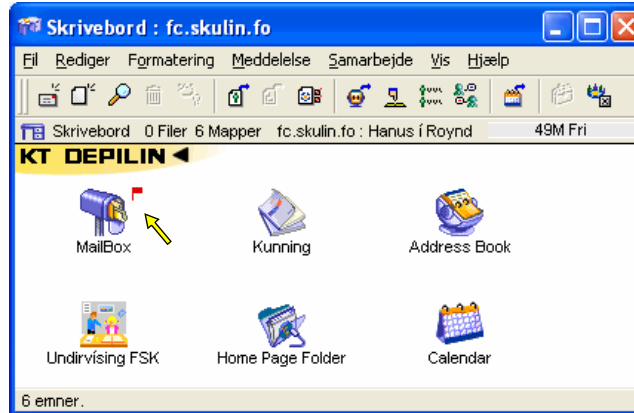 Skrivebord : fc.skulin.fo
Fil Rediger Formatering Meddelelse Samarbejde Vis Hjælp
Skrivebord 0 Filer 6 Mapper fc.skulin.fo : Hanus í Roynd 49M Fri
KT DEPILIN
MailBox Kunning Address Book
Undirvísing FSK Home Page Folder Calendar
6 emner.